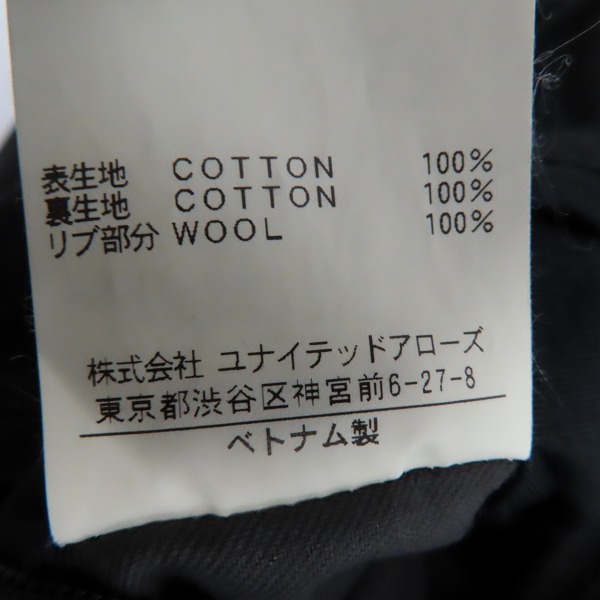 表生地 COTTON 100%
裏生地 COTTON 100%
リブ部分 WOOL 100%
株式会社 ユナイテッドアローズ
東京都渋谷区神宮前6-27-8
ベトナム製